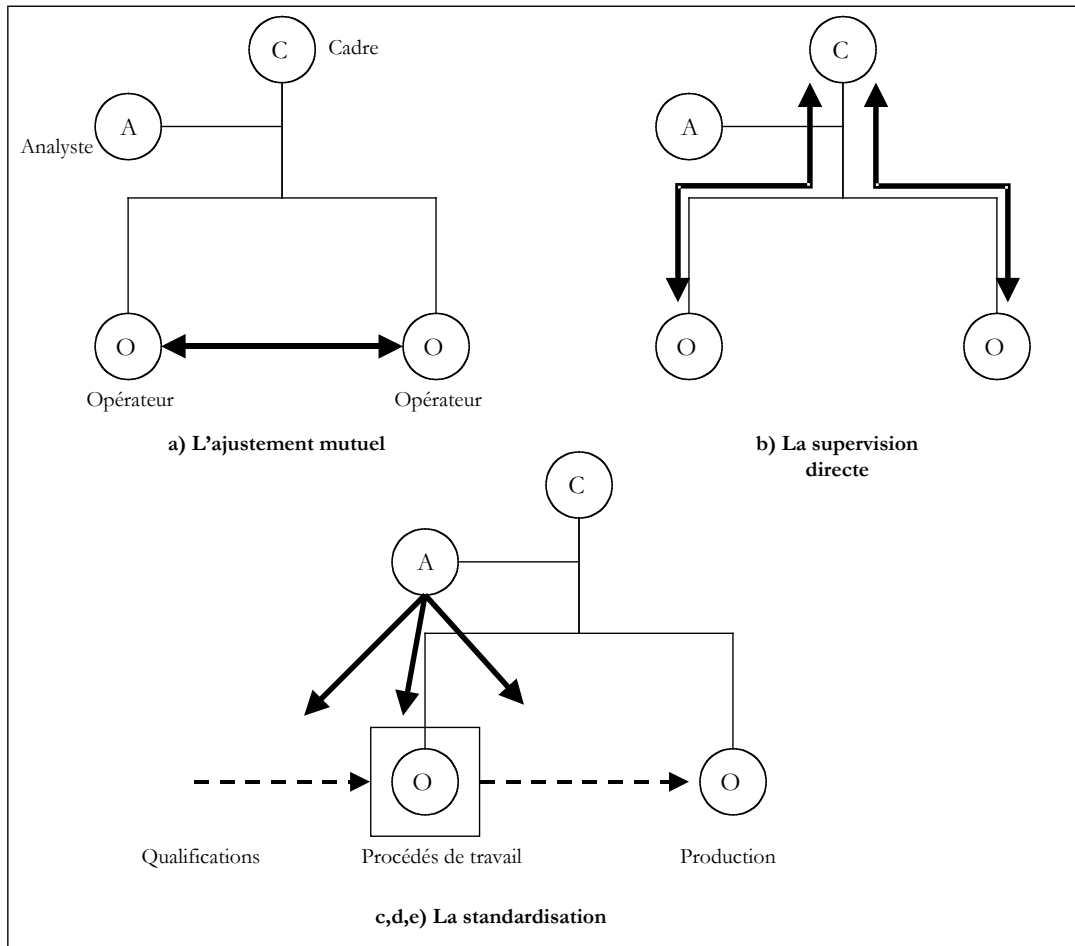 C
Cadre
A
Analyste
O
O
Opérateur
Opérateur
a) L'ajustement mutuel
C
A
O
O
b) La supervision
directe
C
A
O
O
Qualifications
Procédés de travail
Production
c,d,e) La standardisation